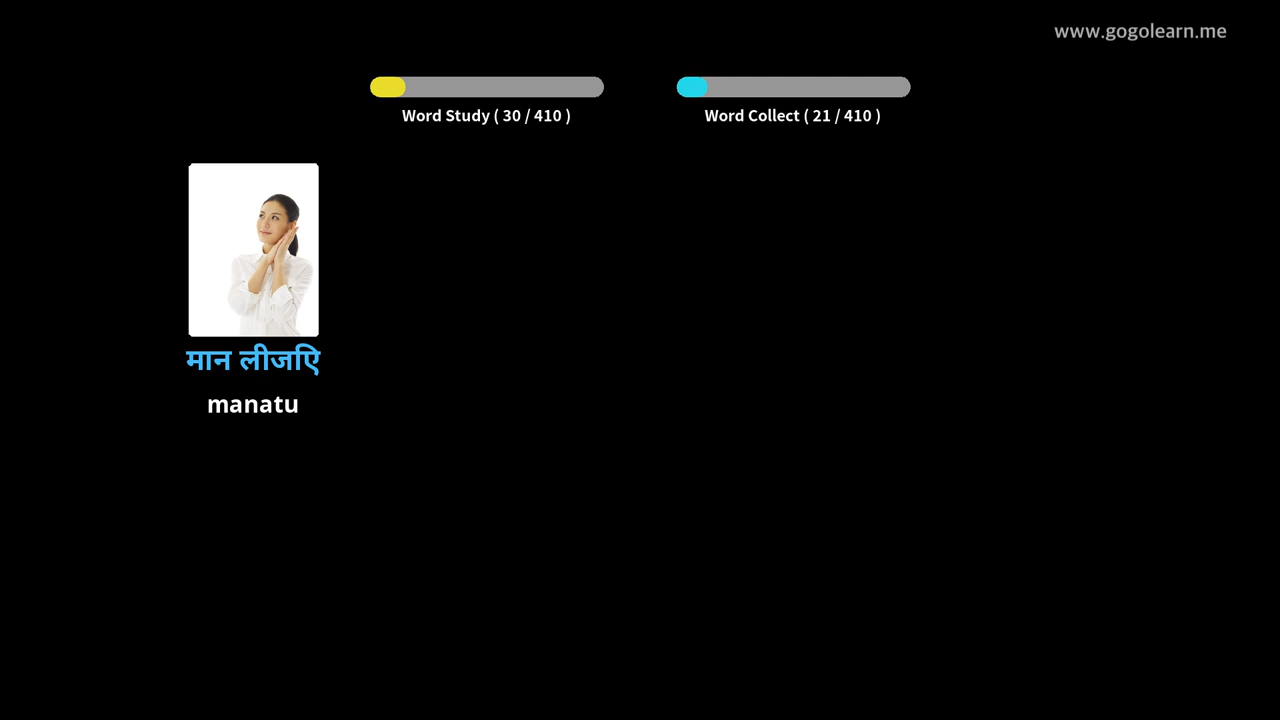 www.gogolearn.me
Word Study ( 30 / 410 )
Word Collect ( 21 / 410 )
मान लीजिए
manatu